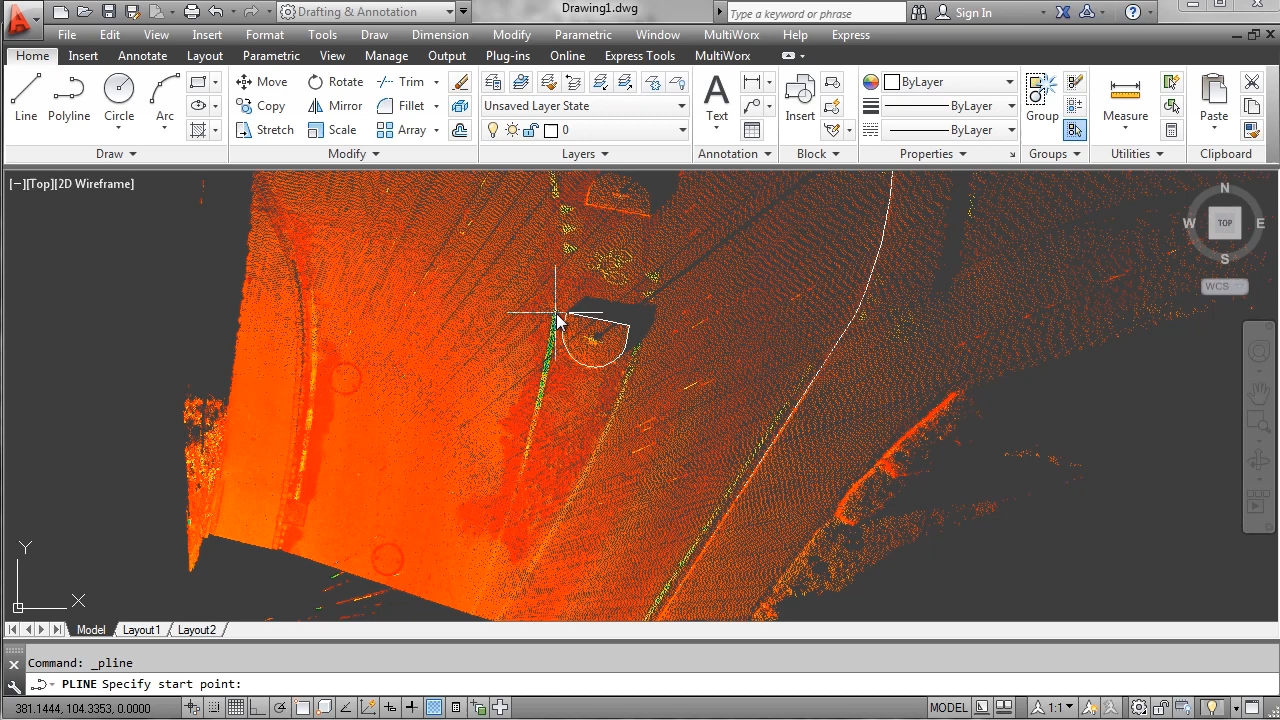 Drafting & Annotation
Drawing1.dwg
Type a keyword or phrase
Sign In
File Edit View Insert Format Tools Draw Dimension Modify Parametric Window MultiWorx Help Express
Home Insert Annotate Layout Parametric View Manage Output Plug-ins Online Express Tools MultiWorx
Line Polyline Circle Arc
Move Rotate Trim
Copy Mirror Fillet
Stretch Scale Array
Unsaved Layer State
0
Text
Insert
ByLayer
ByLayer
ByLayer
Group
Measure
Paste
Draw Modify Layers Annotation Block Properties Groups Utilities Clipboard
[−][Top][2D Wireframe]
N
W TOP E
S
WCS
Y
X
Model Layout1 Layout2
Command: _pline
PLINE Specify start point:
381.1444, 104.3353, 0.0000
MODEL
1:1